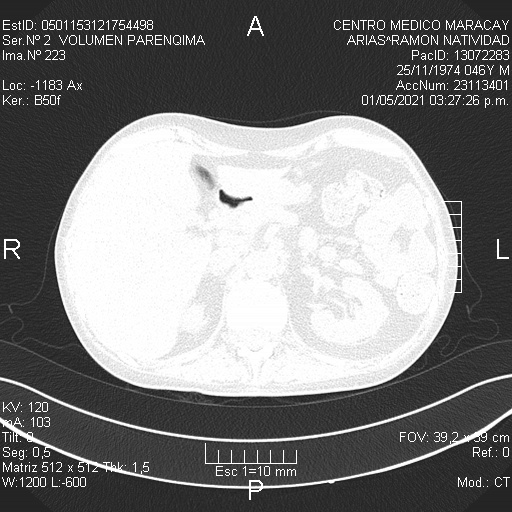 EstID: 0501153121754498
Ser.Nº 2 VOLUMEN PARENQIMA
Ima.Nº 223
Loc: -1183 Ax
Ker.: B50f
A
CENTRO MEDICO MARACAY
ARIAS^RAMON NATIVIDAD
PacID: 13072283
25/11/1974 046Y M
AccNum: 23113401
01/05/2021 03:27:26 p.m.
R
L
KV: 120
mA: 103
Tilt: 0
Seg: 0,5
Matriz 512 x 512 Thk: 1,5
W:1200 L:-600
Esc 1=10 mm
P
FOV: 39,2 x 39 cm
Ref.: 0
Mod.: CT